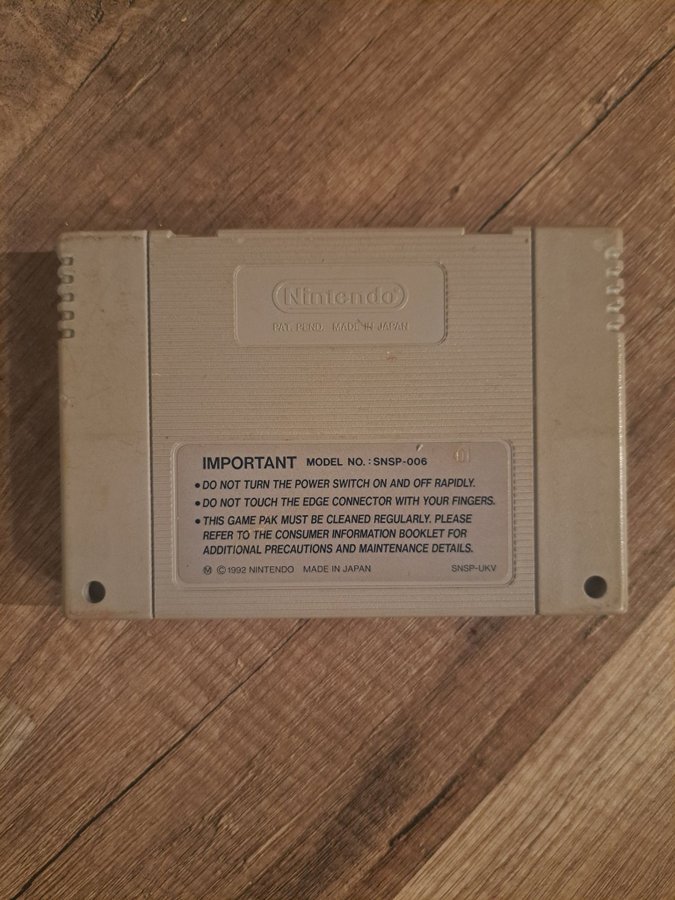 Nintendo®
PAT. PEND. MADE IN JAPAN
IMPORTANT MODEL NO. : SNSP-006
• DO NOT TURN THE POWER SWITCH ON AND OFF RAPIDLY.
• DO NOT TOUCH THE EDGE CONNECTOR WITH YOUR FINGERS.
• THIS GAME PAK MUST BE CLEANED REGULARLY. PLEASE
REFER TO THE CONSUMER INFORMATION BOOKLET FOR
ADDITIONAL PRECAUTIONS AND MAINTENANCE DETAILS.
Ⓜ © 1992 NINTENDO MADE IN JAPAN SNSP-UKV